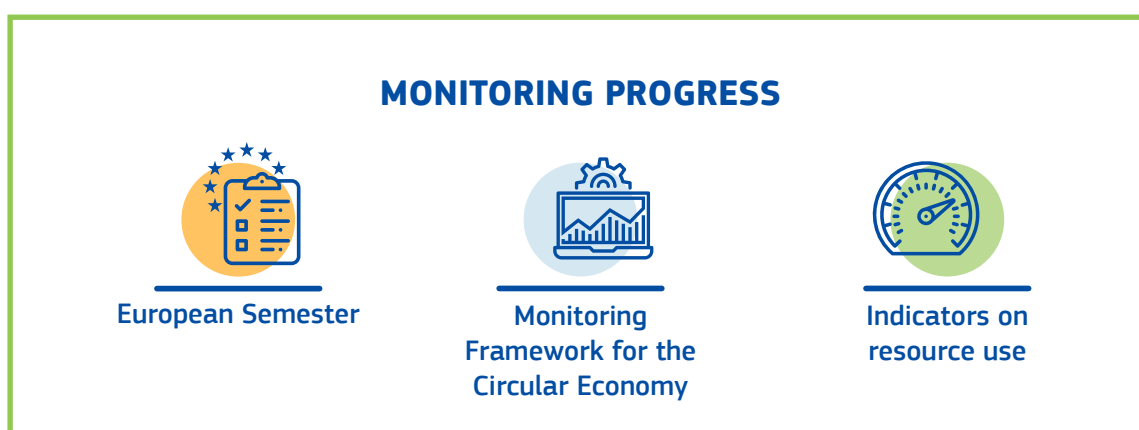 MONITORING PROGRESS
European Semester
Monitoring
Framework for the
Circular Economy
Indicators on
resource use